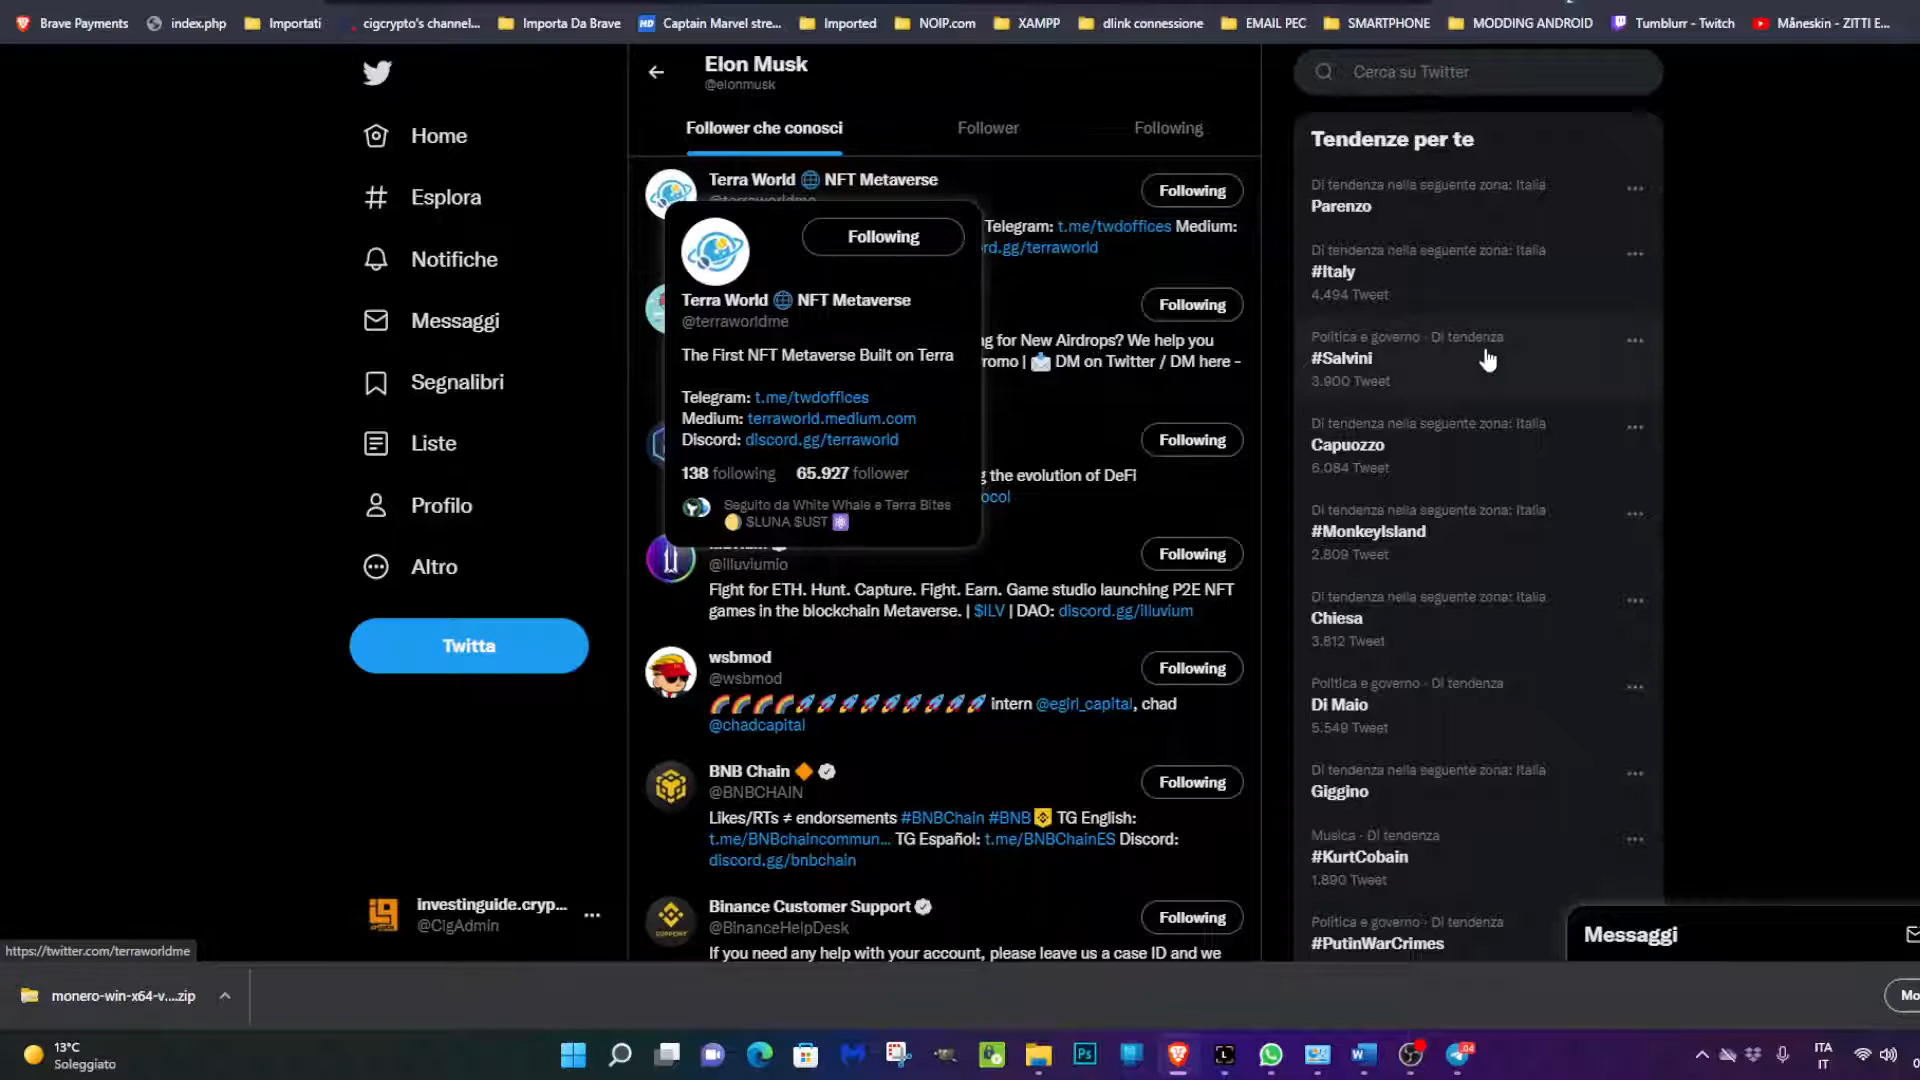 Brave Payments
index.php
Importati
cigcrypto's channel...
Importa Da Brave
Captain Marvel stre...
Imported
NOIP.com
XAMPP
dlink connessione
EMAIL PEC
SMARTPHONE
MODDING ANDROID
Tumblurr - Twitch
Måneskin - ZITTI E...
Home
Esplora
Notifiche
Messaggi
Segnalibri
Liste
Profilo
Altro
Twitta
investinguide.cryp...
@CigAdmin
Elon Musk
@elonmusk
Follower che conosci
Follower
Following
Terra World 🌐 NFT Metaverse
Following
Telegram: t.me/twdoffices Medium:
rd.gg/terraworld
Following
Terra World 🌐 NFT Metaverse
@terraworldme
The First NFT Metaverse Built on Terra
Telegram: t.me/twdoffices
Medium: terraworld.medium.com
Discord: discord.gg/terraworld
138 following 65.927 follower
Seguito da White Whale e Terra Bites
🌖 $LUNA $UST ⚛
Following
ng for New Airdrops? We help you
romo | 📩 DM on Twitter / DM here -
Following
g the evolution of DeFi
ocol
Following
@illuviumio
Fight for ETH. Hunt. Capture. Fight. Earn. Game studio launching P2E NFT
games in the blockchain Metaverse. | $ILV | DAO: discord.gg/illuvium
wsbmod
@wsbmod
Following
🌈🌈🌈🌈🚀🚀🚀🚀🚀🚀🚀🚀🚀 intern @egirl_capital, chad
@chadcapital
BNB Chain 🔶
@BNBCHAIN
Following
Likes/RTs ≠ endorsements #BNBChain #BNB TG English:
t.me/BNBchaincommun... TG Español: t.me/BNBChainES Discord:
discord.gg/bnbchain
Binance Customer Support
@BinanceHelpDesk
Following
SUPPORT
If you need any help with your account, please leave us a case ID and we
Cerca su Twitter
Tendenze per te
Di tendenza nella seguente zona: Italia
Parenzo
Di tendenza nella seguente zona: Italia
#Italy
4.494 Tweet
Politica e governo · Di tendenza
#Salvini
3.900 Tweet
Di tendenza nella seguente zona: Italia
Capuozzo
6.084 Tweet
Di tendenza nella seguente zona: Italia
#MonkeyIsland
2.809 Tweet
Di tendenza nella seguente zona: Italia
Chiesa
3.812 Tweet
Politica e governo · Di tendenza
Di Maio
5.549 Tweet
Di tendenza nella seguente zona: Italia
Giggino
Musica · Di tendenza
#KurtCobain
1.890 Tweet
Politica e governo · Di tendenza
#PutinWarCrimes
Messaggi
https://twitter.com/terraworldme
monero-win-x64-v....zip
Mo
13°C
Soleggiato
Ps
L
W
04
ITA
IT